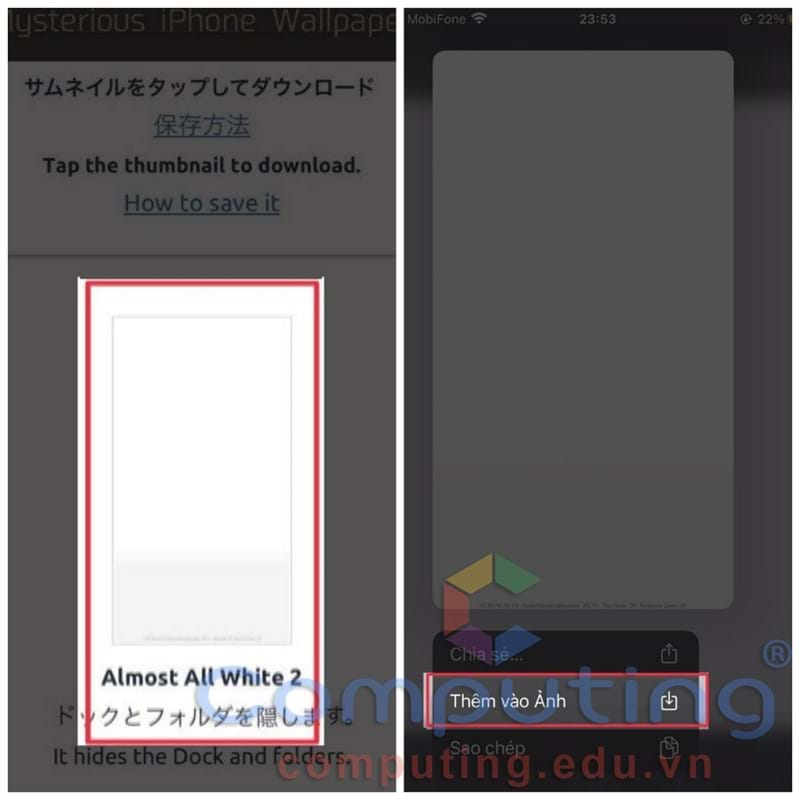 Mysterious iPhone Wallpape
サムネイルをタップしてダウンロード
保存方法
Tap the thumbnail to download.
How to save it
Almost All White 2
ドックとフォルダを隠します。
It hides the Dock and folders.
MobiFone
23:53
22%
Chia sẻ...
Thêm vào Ảnh
Sao chép
Computing®
computing.edu.vn